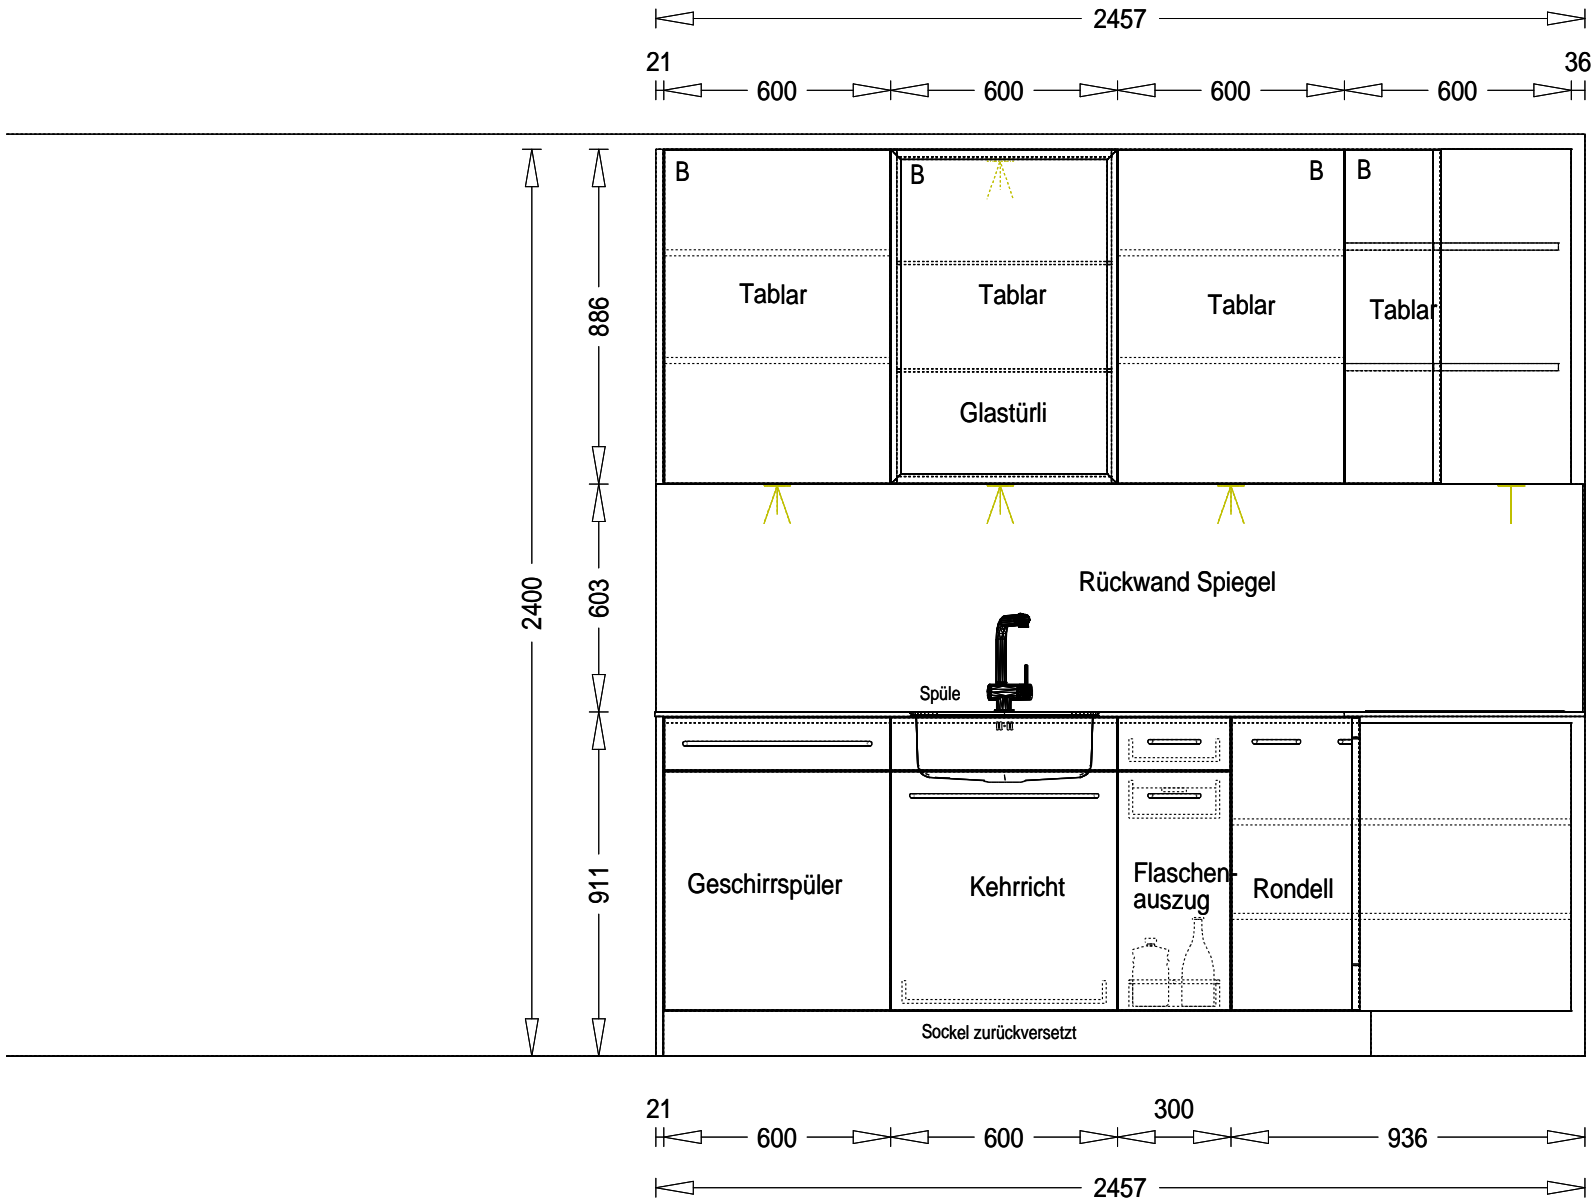 2457
21
36
600
600
600
600
B
B
B
B
Tablar
Tablar
Tablar
Tablar
Glastürli
886
603
2400
911
Rückwand Spiegel
Spüle
Geschirrspüler
Kehrricht
Flaschen-
auszug
Rondell
Sockel zurückversetzt
21
300
600
600
936
2457